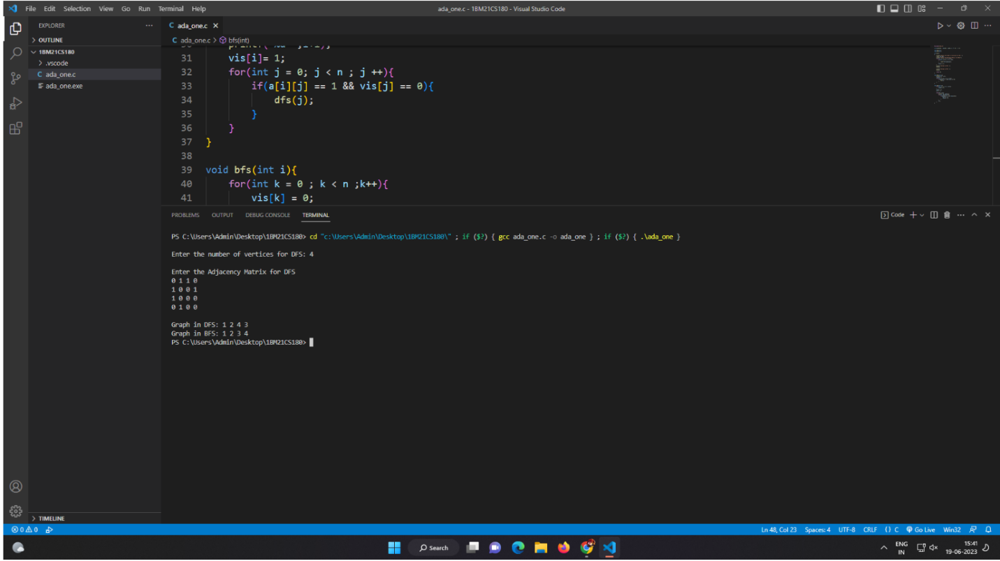 File Edit Selection View Go Run Terminal Help
ada_one.c - 1BM21CS180 - Visual Studio Code
EXPLORER
OUTLINE
1BM21CS180
.vscode
C ada_one.c
ada_one.exe
TIMELINE
C ada_one.c
C ada_one.c > bfs(int)
31 vis[i]= 1;
32 for(int j = 0; j < n ; j ++){
33 if(a[i][j] == 1 && vis[j] == 0){
34 dfs(j);
35 }
36 }
37 }
38
39 void bfs(int i){
40 for(int k = 0 ; k < n ;k++){
41 vis[k] = 0;
PROBLEMS OUTPUT DEBUG CONSOLE TERMINAL
Code
PS C:\Users\Admin\Desktop\1BM21CS180> cd "c:\Users\Admin\Desktop\1BM21CS180\" ; if ($?) { gcc ada_one.c -o ada_one } ; if ($?) { .\ada_one }
Enter the number of vertices for DFS: 4
Enter the Adjacency Matrix for DFS
0 1 1 0
1 0 0 1
1 0 0 0
0 1 0 0
Graph in DFS: 1 2 4 3
Graph in BFS: 1 2 3 4
PS C:\Users\Admin\Desktop\1BM21CS180>
0 0
Ln 48, Col 23 Spaces: 4 UTF-8 CRLF {} C Go Live Win32
Search
ENG
IN
15:41
19-06-2023